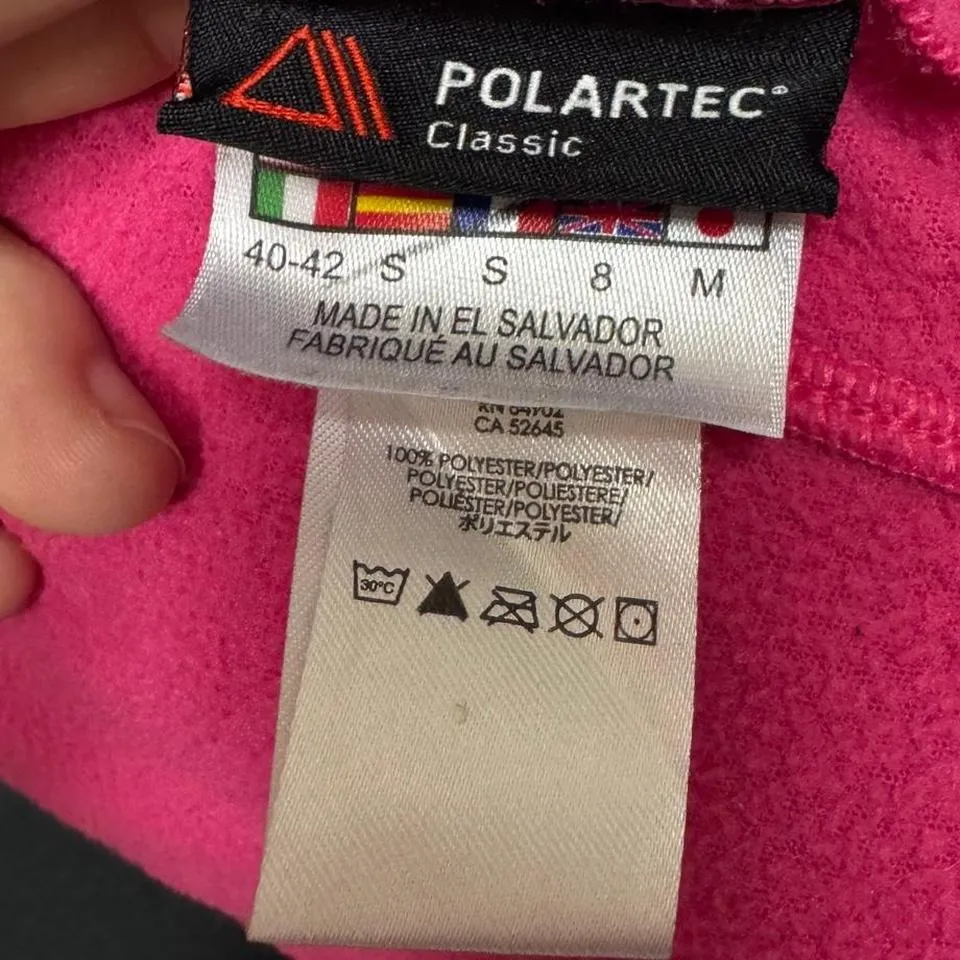 POLARTEC®
Classic
40-42 S S 8 M
MADE IN EL SALVADOR
FABRIQUÉ AU SALVADOR
CA 52645
100% POLYESTER/POLYESTER/
POLYESTER/POLIESTERE/
POLIÉSTER/POLYESTER/
ポリエステル
30°C